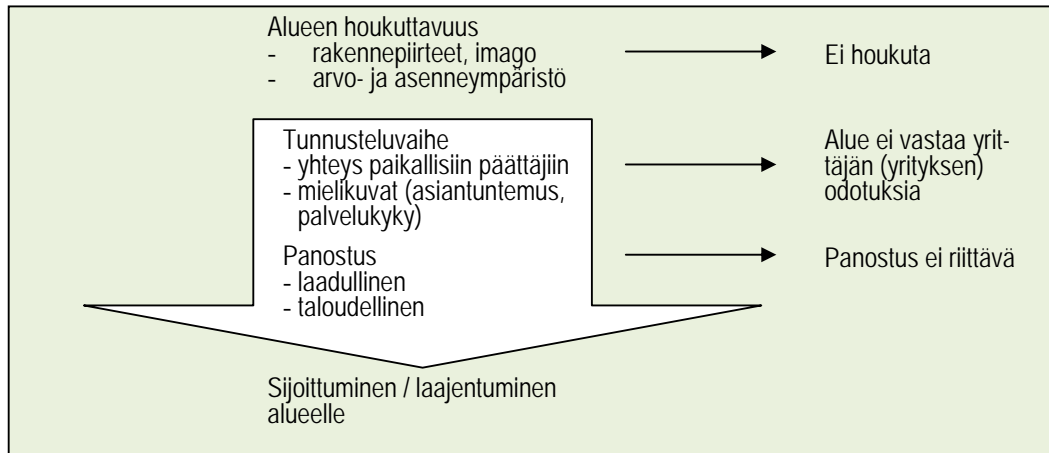 Alueen houkuttavuus
- rakennepiirteet, imago
- arvo- ja asenneympäristö
Ei houkuta
Tunnusteluvaihe
- yhteys paikallisiin päättäjiin
- mielikuvat (asiantuntemus,
palvelukyky)
Alue ei vastaa yrit-
täjän (yrityksen)
odotuksia
Panostus
- laadullinen
- taloudellinen
Panostus ei riittävä
Sijoittuminen / laajentuminen
alueelle